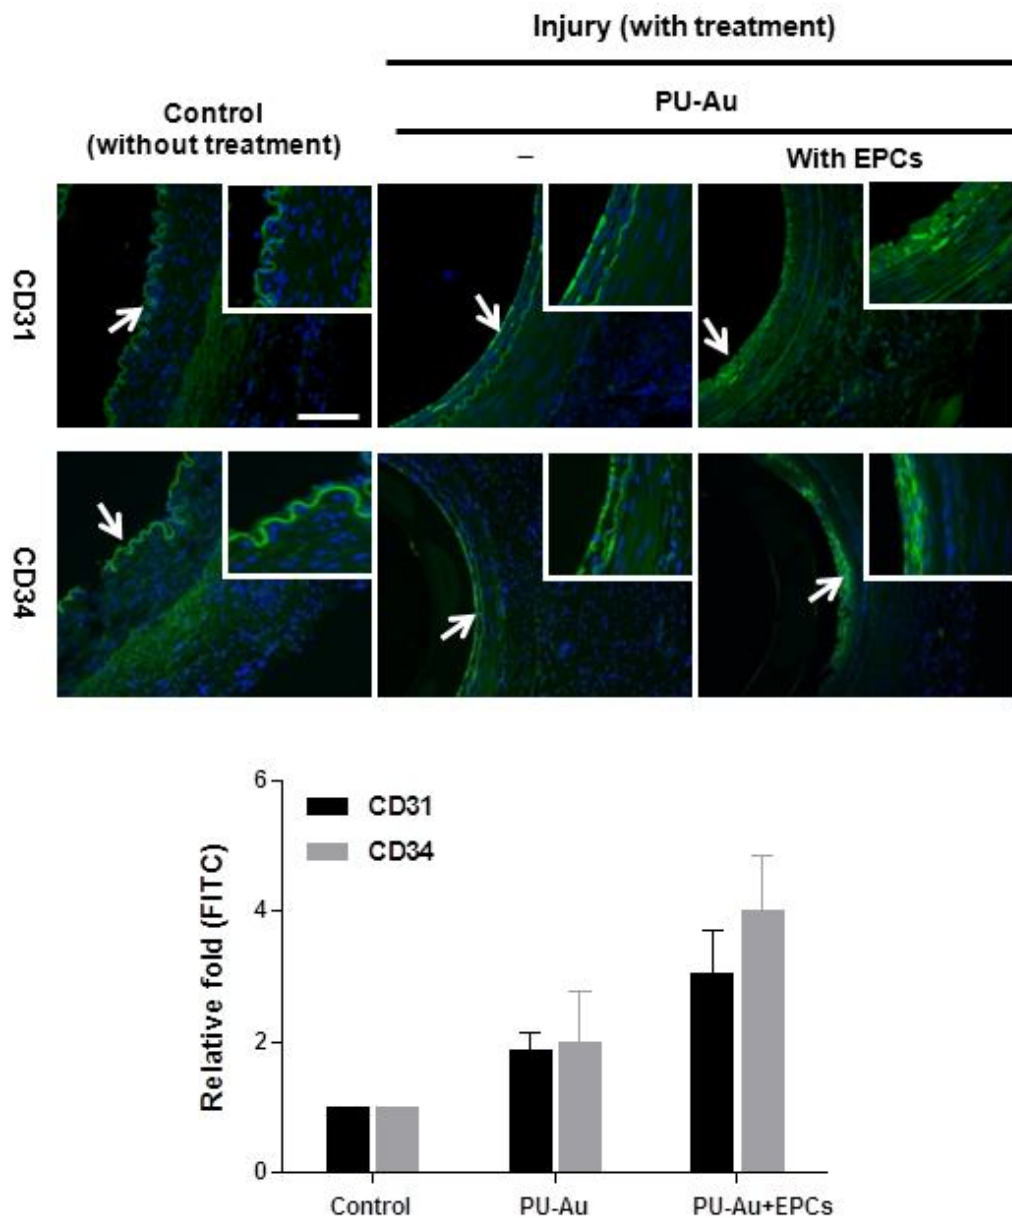 Injury (with treatment)
PU-Au
Control
(without treatment)
–
With EPCs
CD31
CD34
6
4
2
0
Relative fold (FITC)
CD31
CD34
Control
PU-Au
PU-Au+EPCs